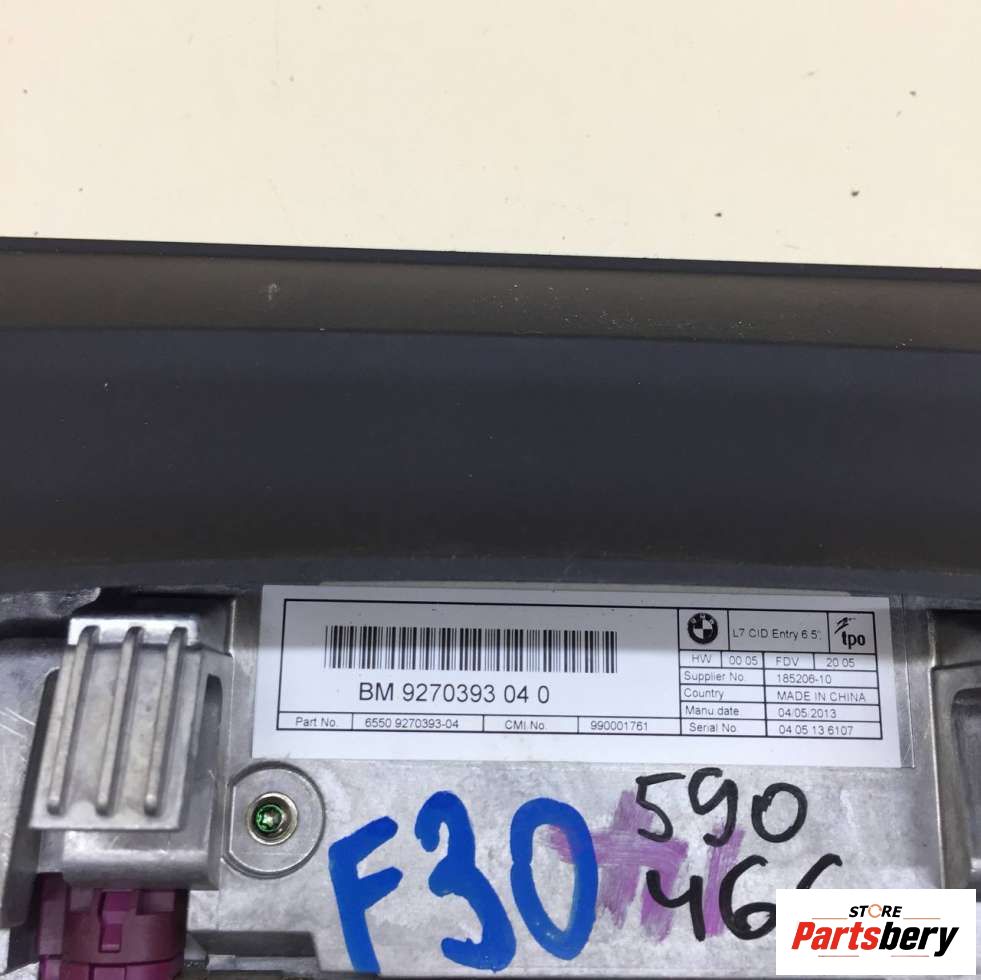 BM 9270393 04 0
Part No. 6550 9270393-04 CMI.No. 990001761
L7 CID Entry 6 5" tpo
HW 00 05 FDV 20 05
Supplier No. 185206-10
Country MADE IN CHINA
Manu.date 04/05/2013
Serial No. 04 05 13 6107
F30
590
STORE
Partsbery